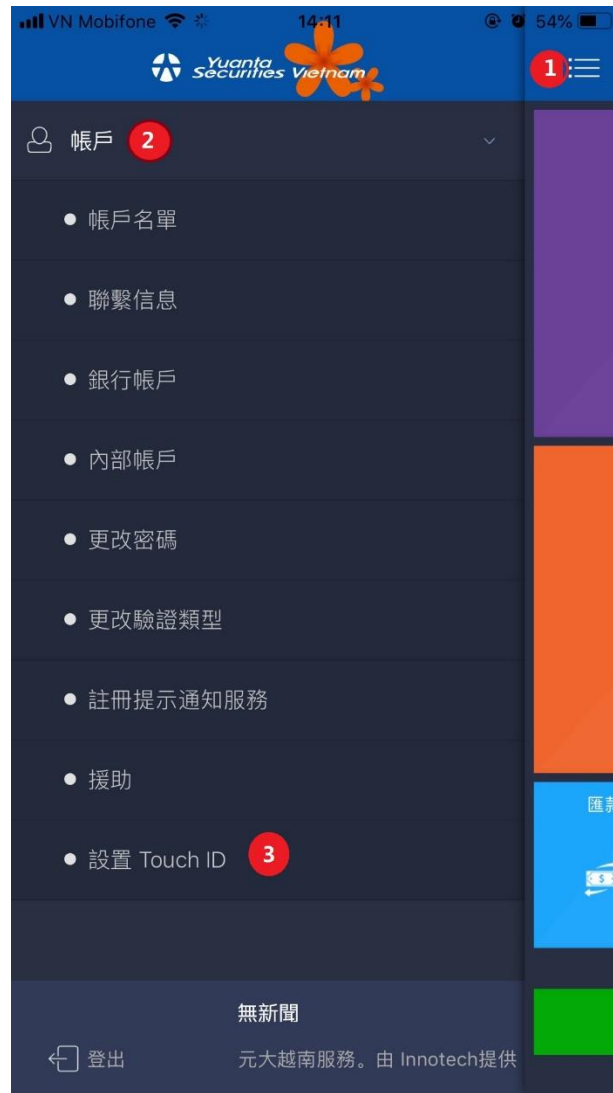 VN Mobifone 14:11 54%
Yuanta
Securities Vietnam
1
帳戶 2
帳戶名單
聯繫信息
銀行帳戶
內部帳戶
更改密碼
更改驗證類型
註冊提示通知服務
援助
匯款
設置 Touch ID 3
$
無新聞
登出 元大越南服務。由 Innotech提供